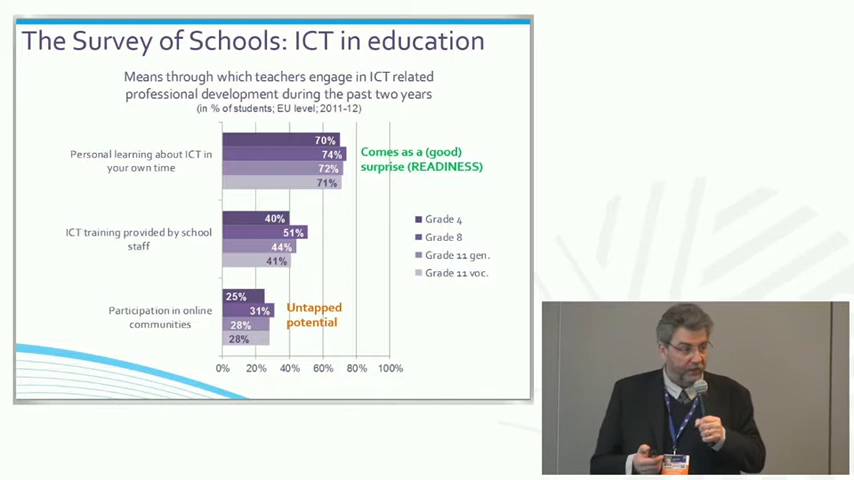 The Survey of Schools: ICT in education
Means through which teachers engage in ICT related
professional development during the past two years
(in % of students; EU level; 2011-12)
Personal learning about ICT in
your own time
70%
74%
72%
71%
Comes as a (good)
surprise (READINESS)
ICT training provided by school
staff
40%
51%
44%
41%
Grade 4
Grade 8
Grade 11 gen.
Grade 11 voc.
Participation in online
communities
25%
31%
28%
28%
Untapped
potential
0% 20% 40% 60% 80% 100%